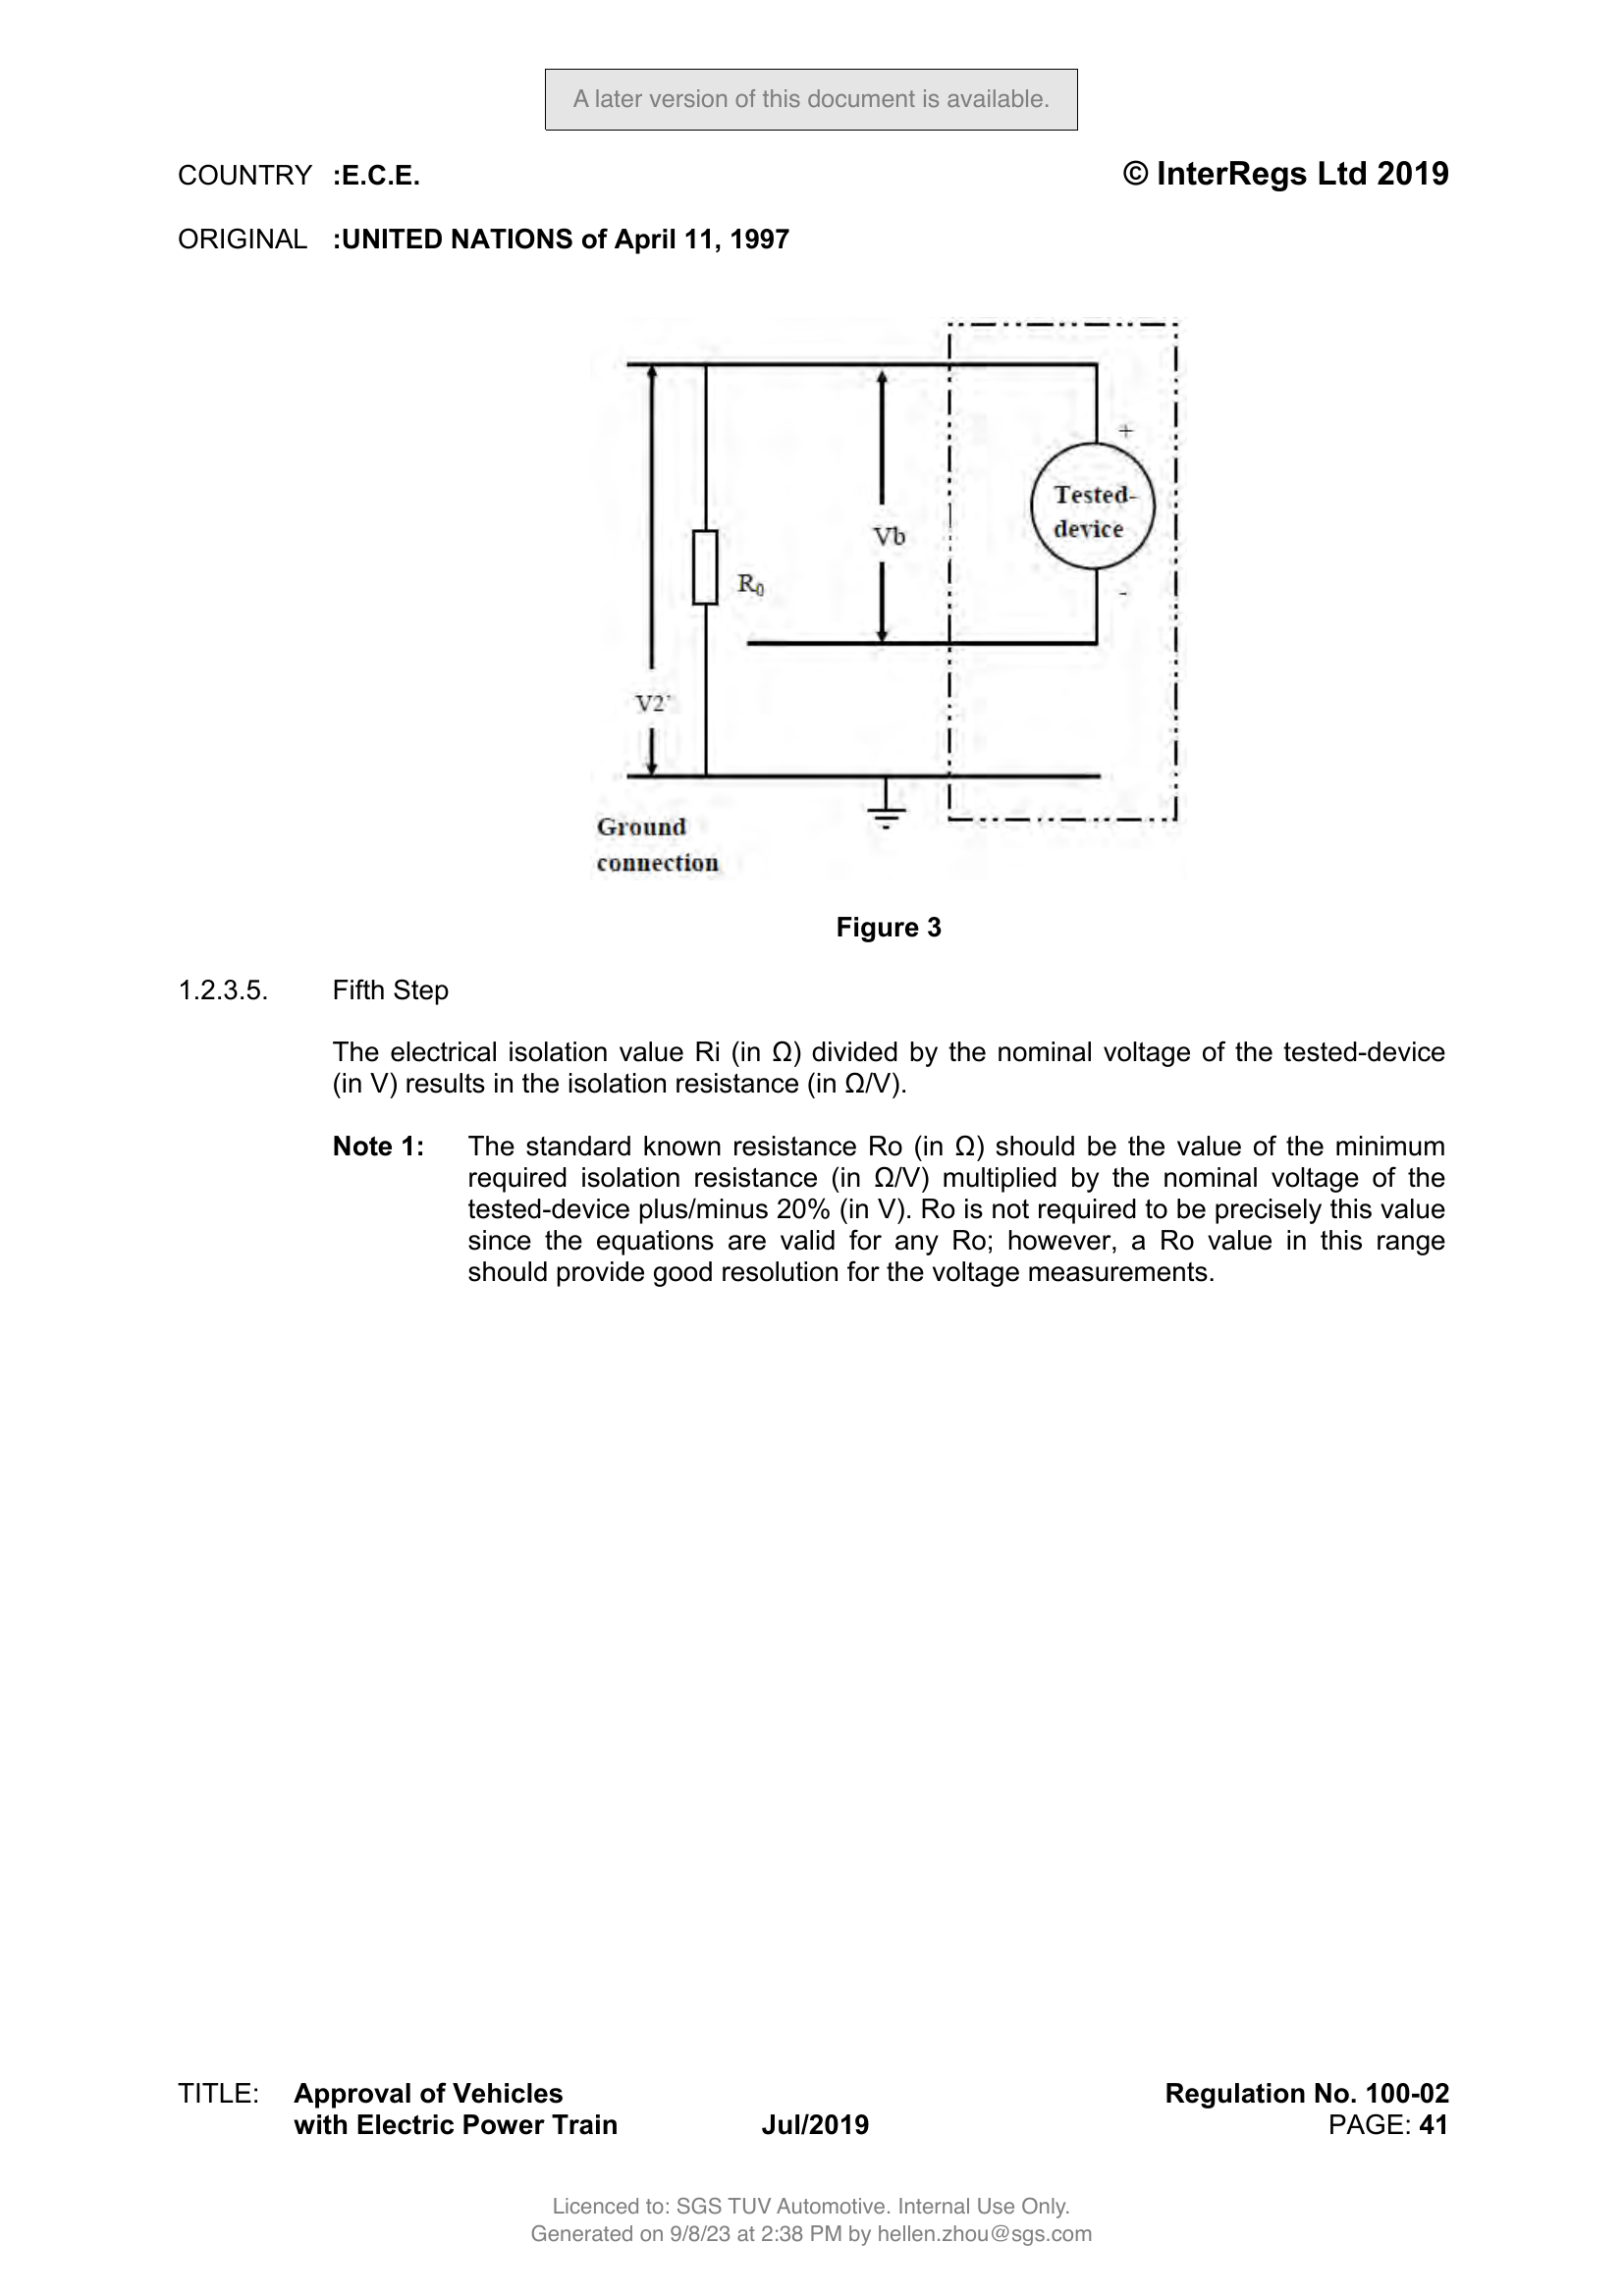 A later version of this document is available.
COUNTRY :E.C.E. © InterRegs Ltd 2019
ORIGINAL :UNITED NATIONS of April 11, 1997
+
Tested-
device
Vb
R0
-
V2'
Ground
connection
Figure 3
1.2.3.5. Fifth Step
The electrical isolation value Ri (in Ω) divided by the nominal voltage of the tested-device
(in V) results in the isolation resistance (in Ω/V).
Note 1: The standard known resistance Ro (in Ω) should be the value of the minimum
required isolation resistance (in Ω/V) multiplied by the nominal voltage of the
tested-device plus/minus 20% (in V). Ro is not required to be precisely this value
since the equations are valid for any Ro; however, a Ro value in this range
should provide good resolution for the voltage measurements.
TITLE: Approval of Vehicles Regulation No. 100-02
with Electric Power Train Jul/2019 PAGE: 41
Licenced to: SGS TUV Automotive. Internal Use Only.
Generated on 9/8/23 at 2:38 PM by hellen.zhou@sgs.com